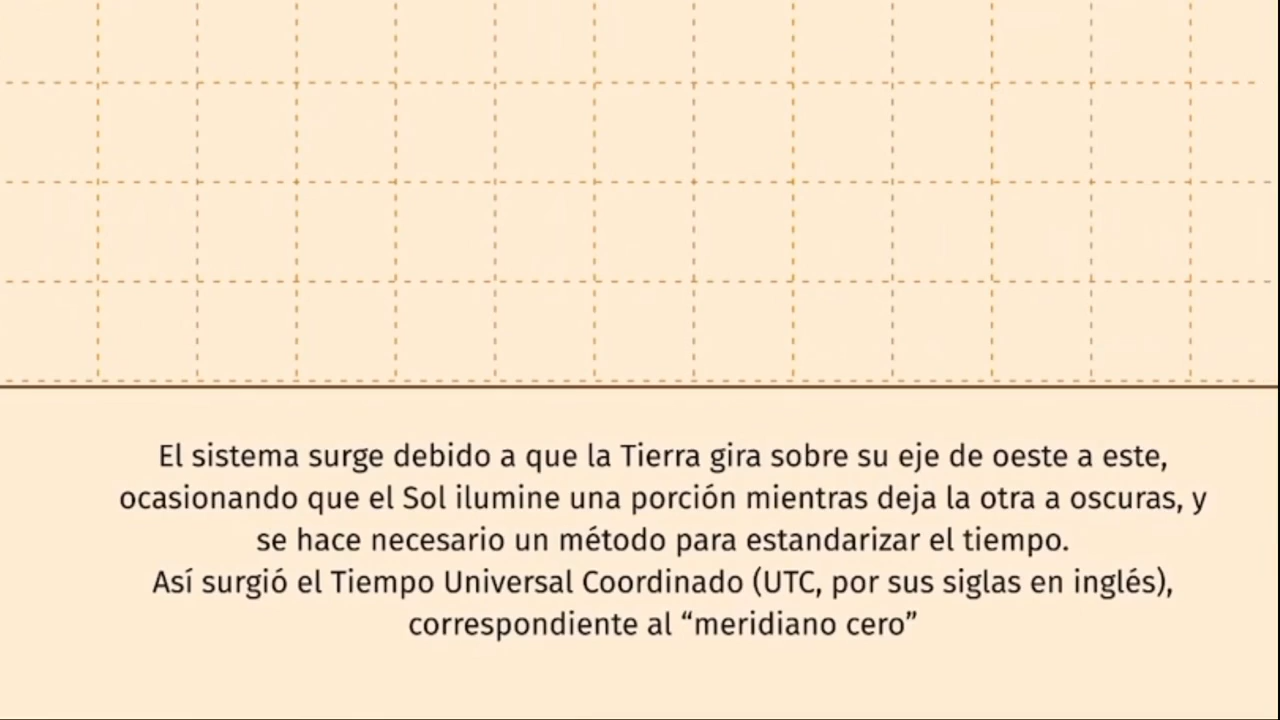 El sistema surge debido a que la Tierra gira sobre su eje de oeste a este,
ocasionando que el Sol ilumine una porción mientras deja la otra a oscuras, y
se hace necesario un método para estandarizar el tiempo.
Así surgió el Tiempo Universal Coordinado (UTC, por sus siglas en inglés),
correspondiente al “meridiano cero”